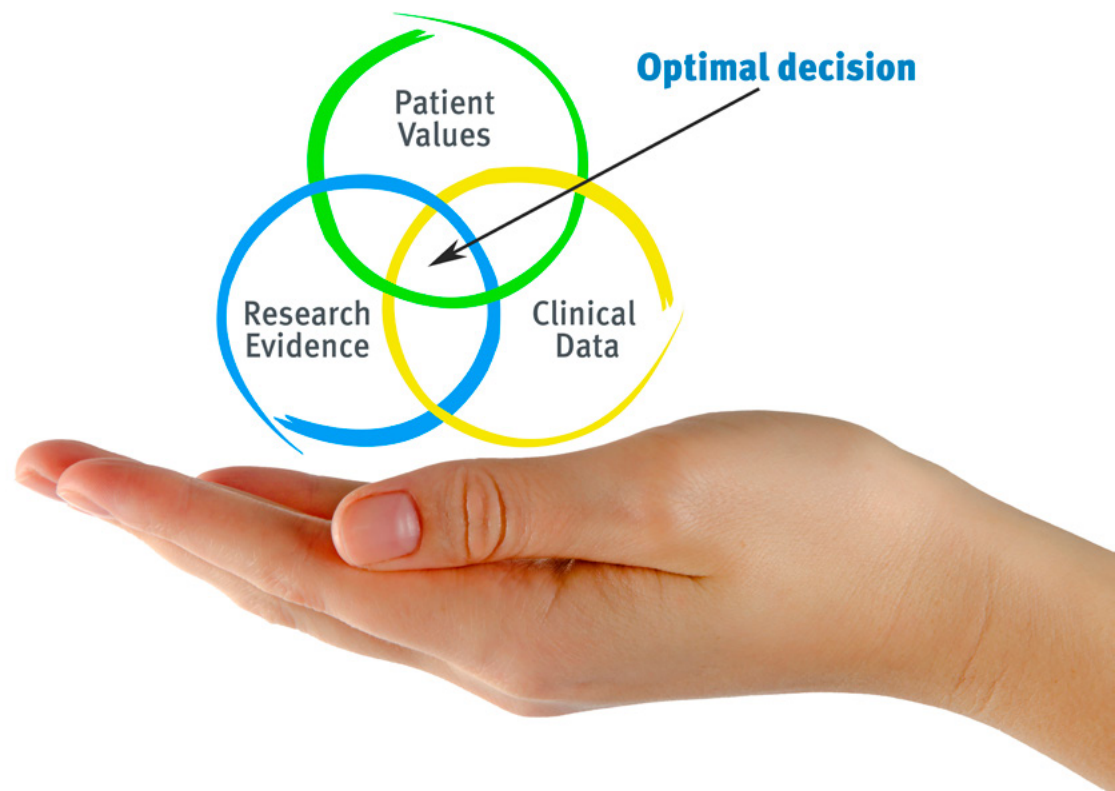 Optimal decision
Patient
Values
Research
Evidence
Clinical
Data